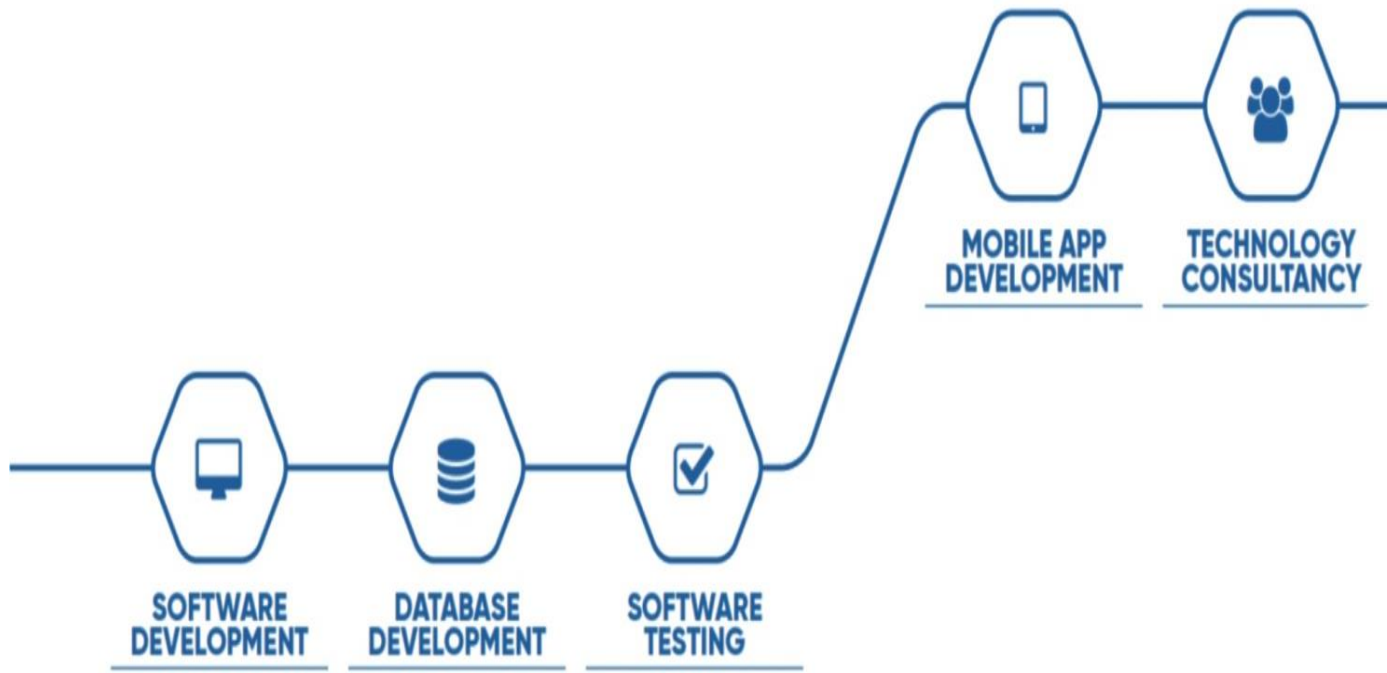 MOBILE APP
DEVELOPMENT
TECHNOLOGY
CONSULTANCY
SOFTWARE
DEVELOPMENT
DATABASE
DEVELOPMENT
SOFTWARE
TESTING